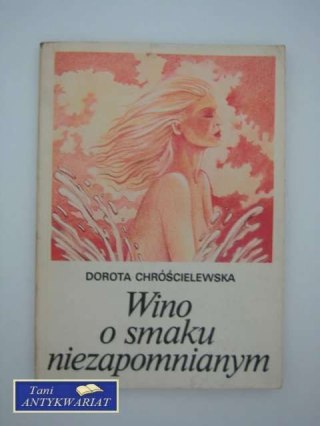 DOROTA CHRÓŚCIELEWSKA
Wino
o smaku
niezapomnianym
Tani
ANTYKWARIAT